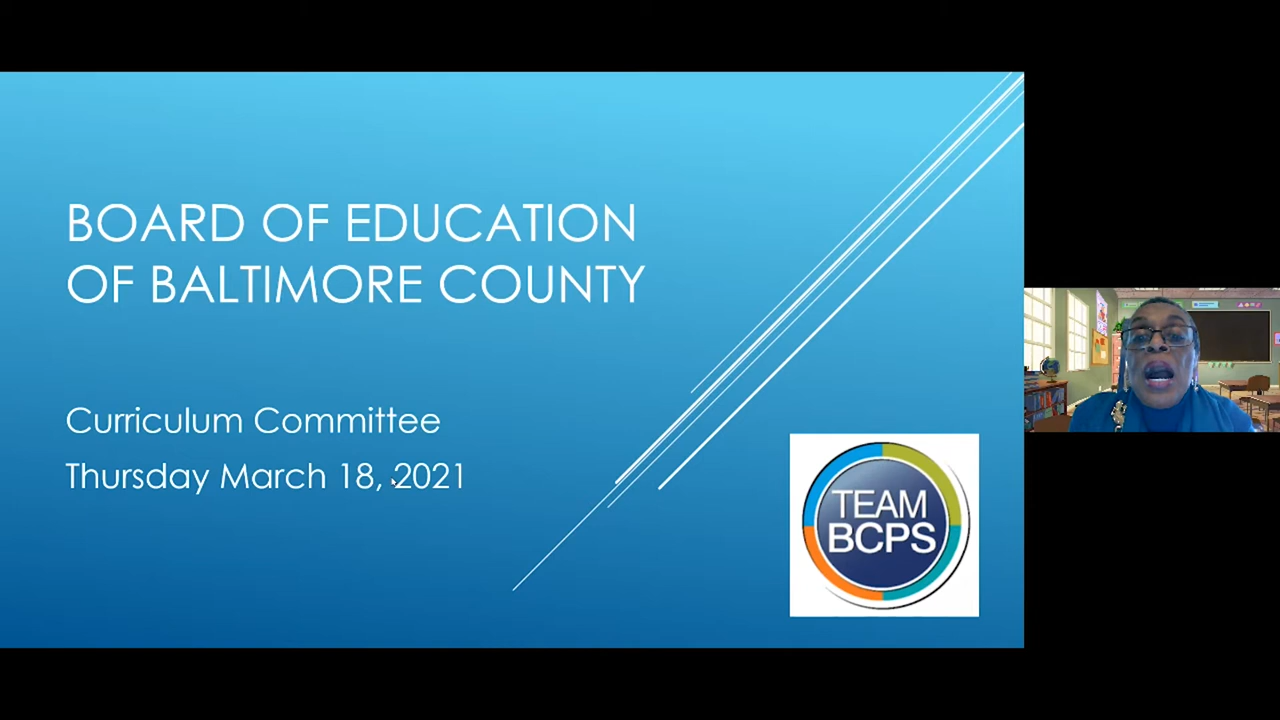 BOARD OF EDUCATION
OF BALTIMORE COUNTY
Curriculum Committee
Thursday March 18, 2021
TEAM
BCPS